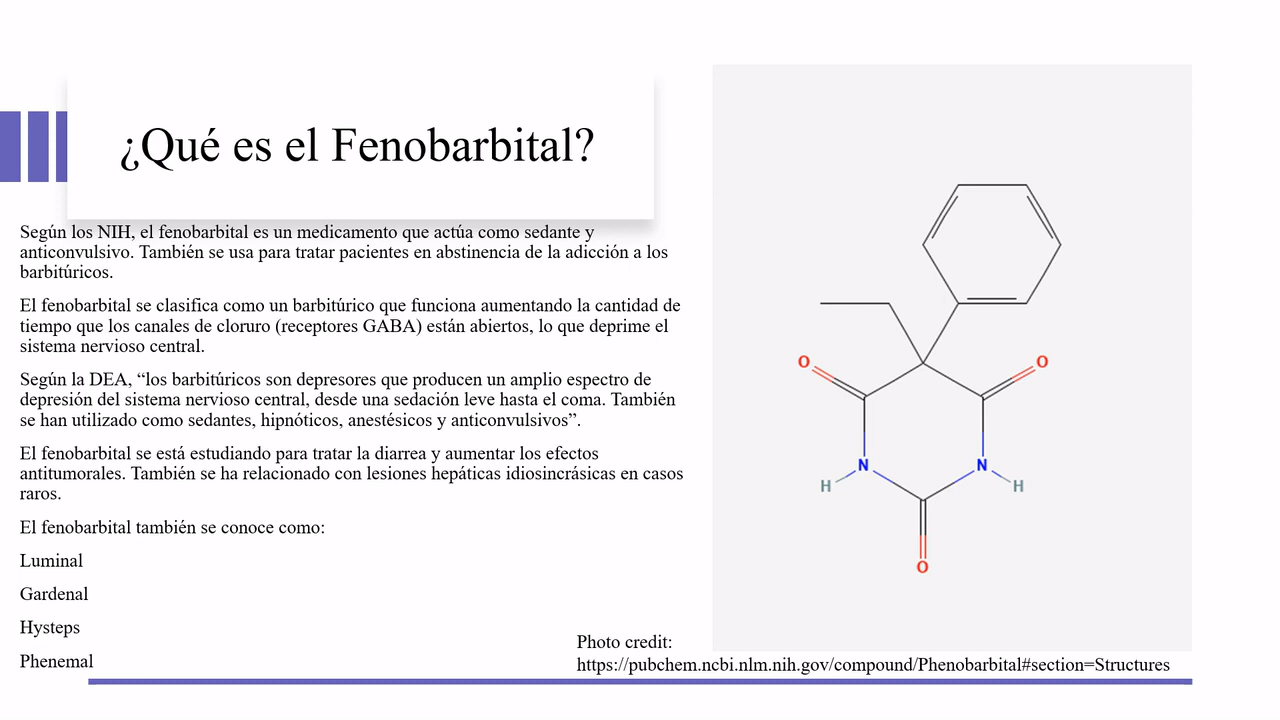 ¿Qué es el Fenobarbital?
Según los NIH, el fenobarbital es un medicamento que actúa como sedante y
anticonvulsivo. También se usa para tratar pacientes en abstinencia de la adicción a los
barbitúricos.
El fenobarbital se clasifica como un barbitúrico que funciona aumentando la cantidad de
tiempo que los canales de cloruro (receptores GABA) están abiertos, lo que deprime el
sistema nervioso central.
Según la DEA, “los barbitúricos son depresores que producen un amplio espectro de
depresión del sistema nervioso central, desde una sedación leve hasta el coma. También
se han utilizado como sedantes, hipnóticos, anestésicos y anticonvulsivos”.
El fenobarbital se está estudiando para tratar la diarrea y aumentar los efectos
antitumorales. También se ha relacionado con lesiones hepáticas idiosincrásicas en casos
raros.
El fenobarbital también se conoce como:
Luminal
Gardenal
Hysteps
Phenemal
O
O
N
N
H
H
O
Photo credit:
https://pubchem.ncbi.nlm.nih.gov/compound/Phenobarbital#section=Structures